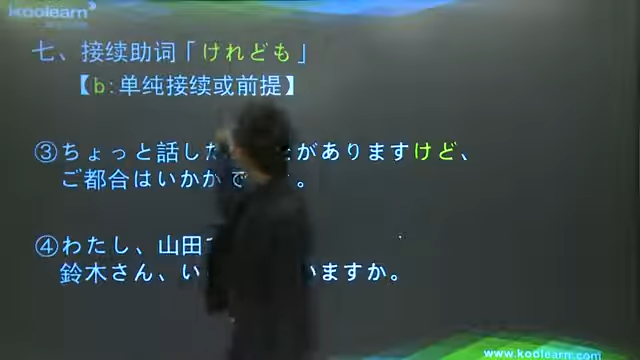 koolearn
七、接续助词「けれども」
【b:单纯接续或前提】
③ちょっと話した がありますけど、
ご都合はいかが 。
④わたし、山田
鈴木さん、い いますか。
www.koolearn.com